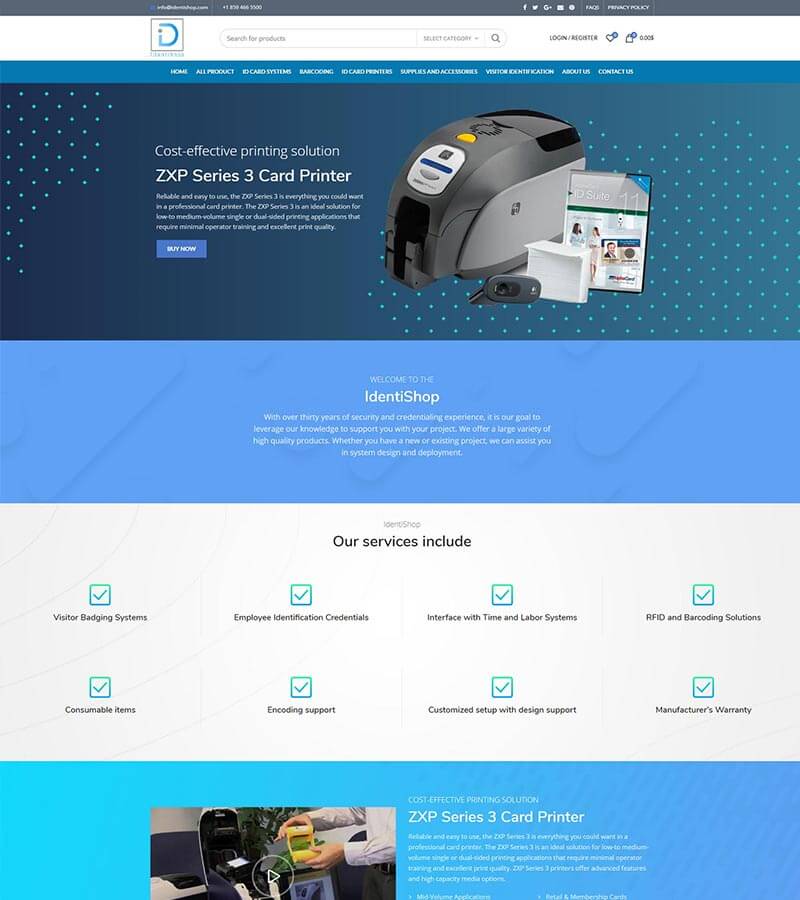 info@identishop.com
+1 858 466 5500
FAQS
PRIVACY POLICY
iD
Search for products
SELECT CATEGORY
LOGIN / REGISTER
0
0
0.00$
HOME
ALL PRODUCT
ID CARD SYSTEMS
BARCODING
ID CARD PRINTERS
SUPPLIES AND ACCESSORIES
VISITOR IDENTIFICATION
ABOUT US
CONTACT US
Cost-effective printing solution
ZXP Series 3 Card Printer
Reliable and easy to use, the ZXP Series 3 is everything you could want
in a professional card printer. The ZXP Series 3 is an ideal solution for
low-to medium-volume single or dual-sided printing applications that
require minimal operator training and excellent print quality.
BUY NOW
ID Suite
WELCOME TO THE
IdentiShop
With over thirty years of security and credentialing experience, it is our goal to
leverage our knowledge to support you with your project. We offer a large variety of
high quality products. Whether you have a new or existing project, we can assist you
in system design and deployment.
IdentiShop
Our services include
Visitor Badging Systems
Employee Identification Credentials
Interface with Time and Labor Systems
RFID and Barcoding Solutions
Consumable items
Encoding support
Customized setup with design support
Manufacturer's Warranty
COST-EFFECTIVE PRINTING SOLUTION
ZXP Series 3 Card Printer
Reliable and easy to use, the ZXP Series 3 is everything you could want in a
professional card printer. The ZXP Series 3 is an ideal solution for low-to medium-
volume single or dual-sided printing applications that require minimal operator
training and excellent print quality. ZXP Series 3 printers offer advanced features
and high capacity media options.
Mid-Volume Applications
Retail & Membership Cards